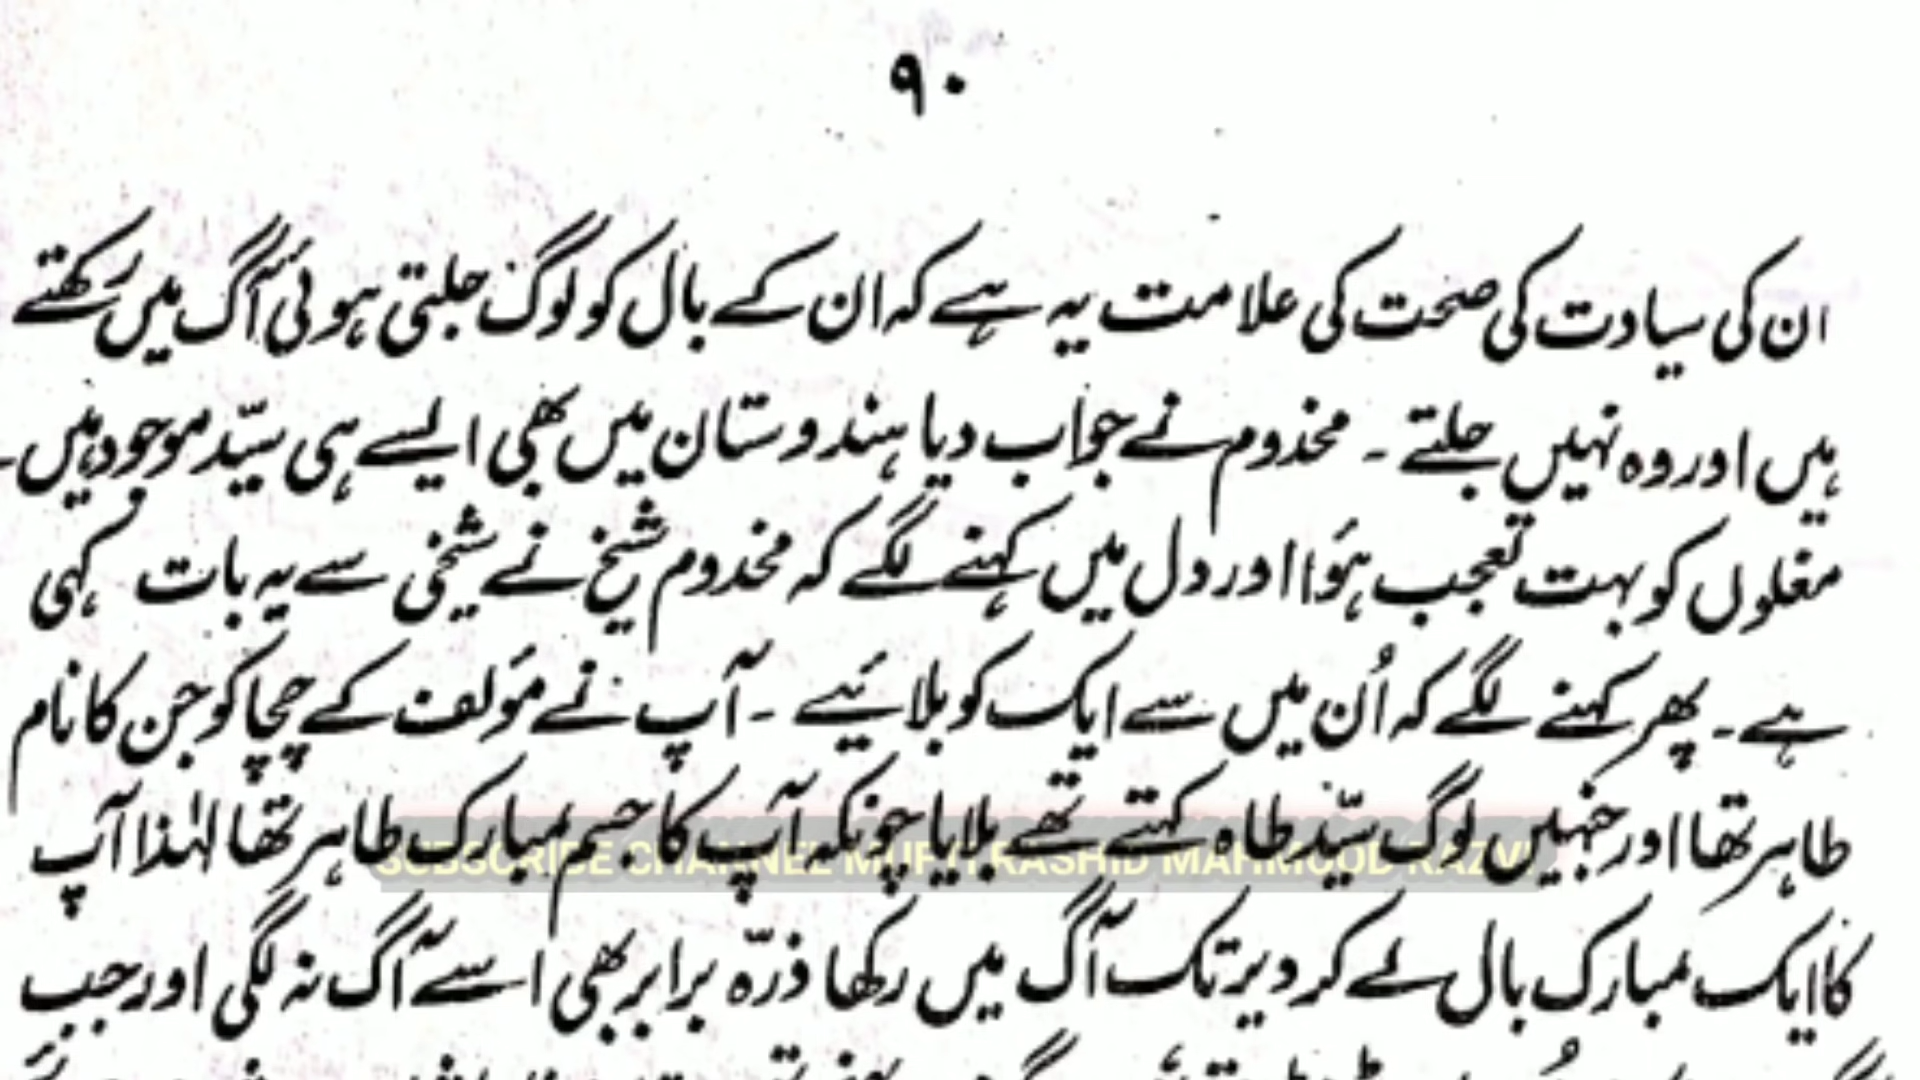 ۹۰
ان کی سیادت کی صحت کی علامت یہ ہے کہ ان کے بال کو لوگ جلتی ہوئی آگ میں رکھتے
ہیں اور وہ نہیں جلتے ۔ مخدوم نے جواب دیا ہندوستان میں بھی ایسے ہی سیّد موجود ہیں۔
مغلوں کو بہت تعجب ہؤا اور دل میں کہنے لگے کہ مخدوم شیخ نے شیخی سے یہ بات کہی
ہے ۔ پھر کہنے لگے کہ اُن میں سے ایک کو بلائیے ۔ آپ نے مؤلف کے چچا کو جن کا نام
طاہر تھا اور جنہیں لوگ سیّد طاہ کہتے تھے بلایا چونکہ آپ کا جسم مبارک طاہر تھا لہٰذا آپ
SUBSCRIBE CHANNEL MUFTI RASHID MAHMOOD RAZVI
کا ایک مبارک بال لے کر دیر تک آگ میں رکھا ذرّہ برابر بھی اسے آگ نہ لگی اور جب